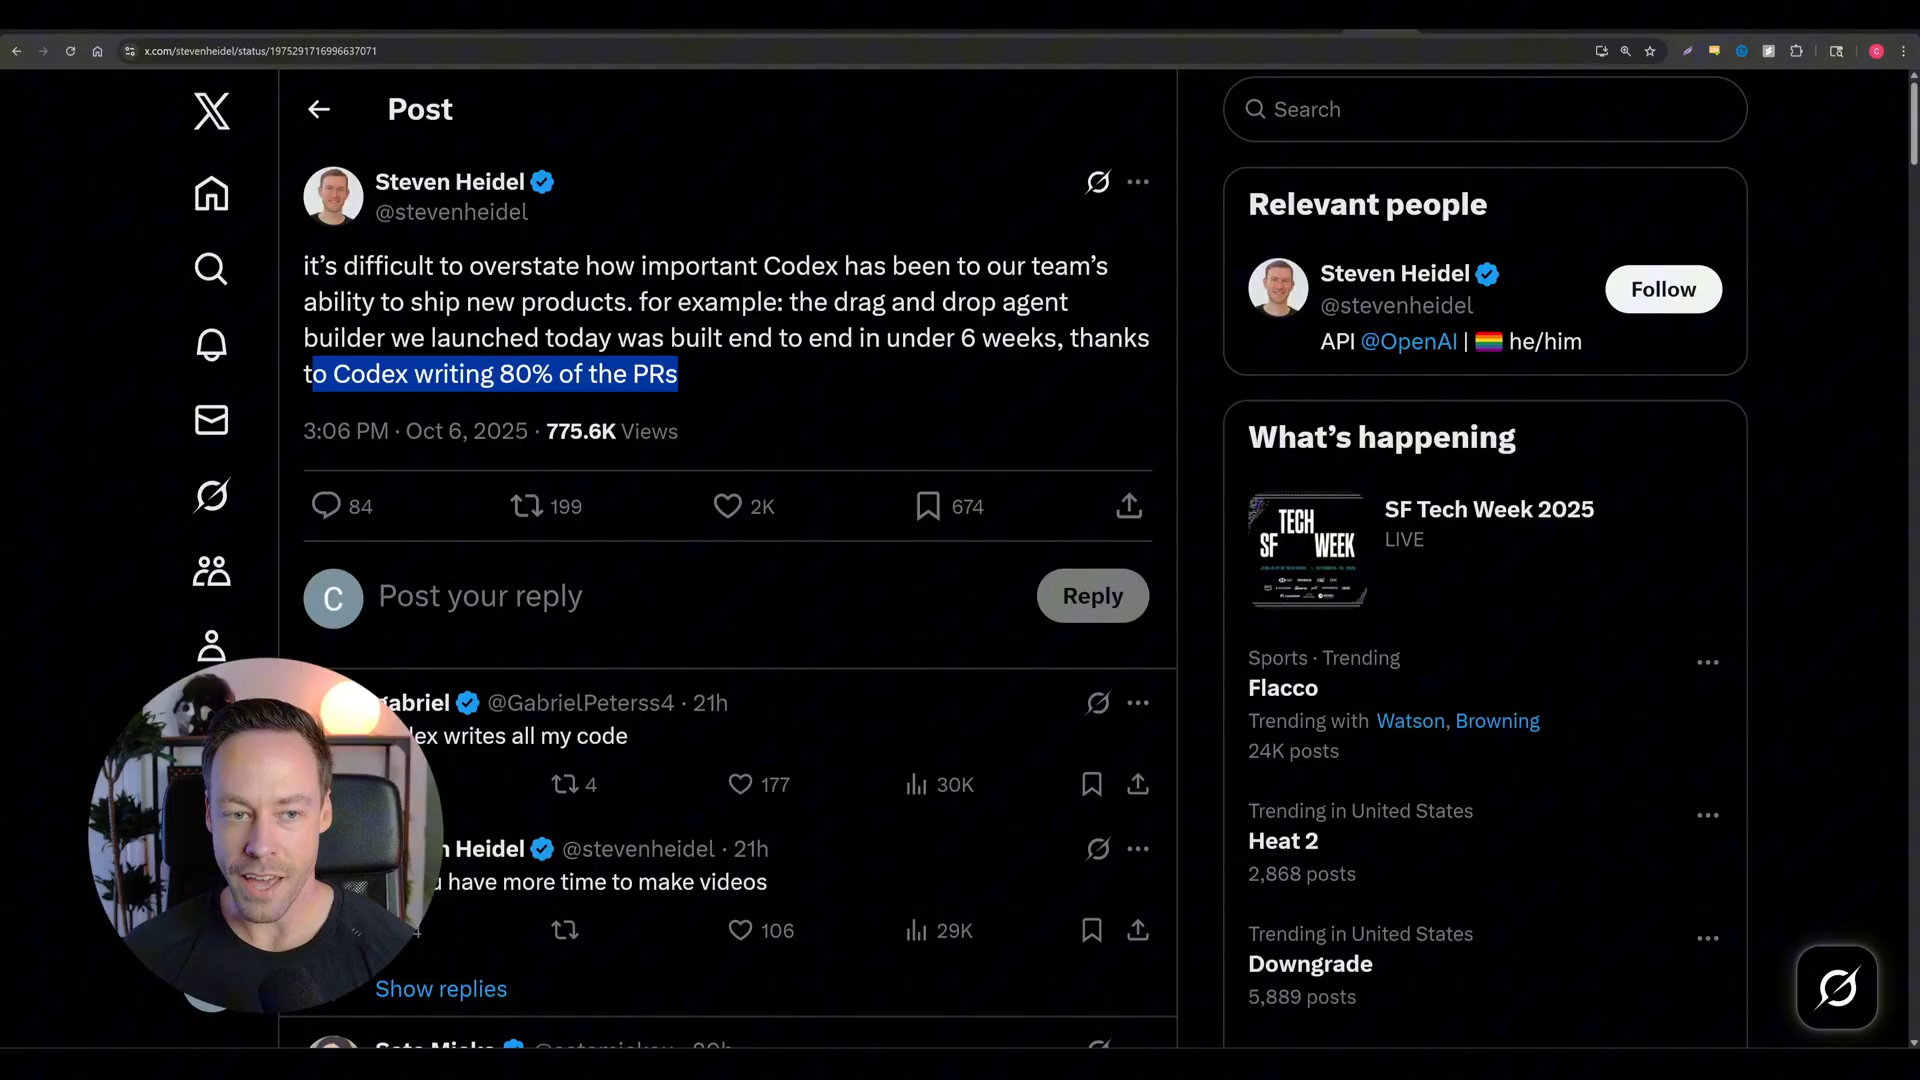 x.com/stevenheidel/status/1975291716996637071
Post
Search
Steven Heidel
@stevenheidel
it's difficult to overstate how important Codex has been to our team's
ability to ship new products. for example: the drag and drop agent
builder we launched today was built end to end in under 6 weeks, thanks
to Codex writing 80% of the PRs
3:06 PM · Oct 6, 2025 · 775.6K Views
84
199
2K
674
C
Post your reply
Reply
gabriel @GabrielPeterss4 · 21h
writes all my code
4
177
30K
Heidel @stevenheidel · 21h
have more time to make videos
106
29K
Show replies
Relevant people
Steven Heidel
@stevenheidel
Follow
API @OpenAI | he/him
What's happening
TECH
SF WEEK
SF Tech Week 2025
LIVE
Sports · Trending
Flacco
Trending with Watson, Browning
24K posts
Trending in United States
Heat 2
2,868 posts
Trending in United States
Downgrade
5,889 posts